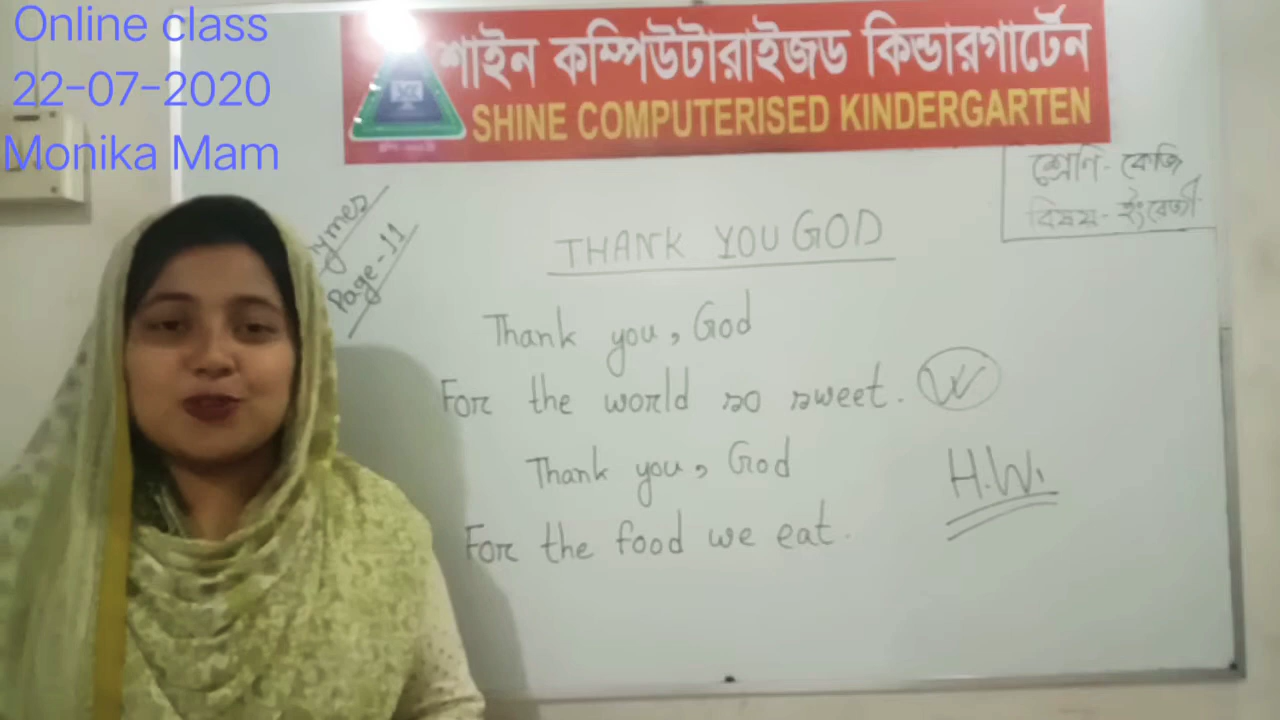 Online class
22-07-2020
Monika Mam
শাইন কম্পিউটারাইজড কিন্ডারগার্টেন
SHINE COMPUTERISED KINDERGARTEN
শ্রেণি- কেজি
বিষয়- ইংরেজী
Page-11
THANK YOU GOD
Thank you, God
For the world so sweet. W
Thank you, God
H.W.
For the food we eat.